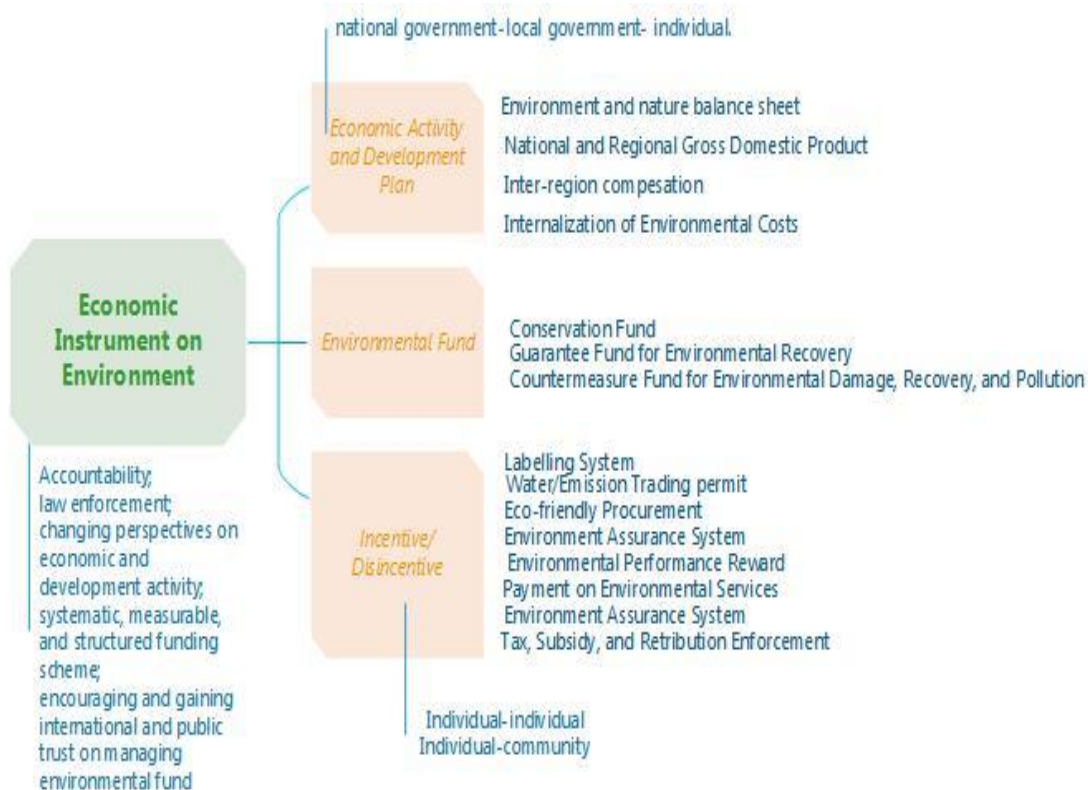 national government-local government- individual.
Economic Activity
and Development
Plan
Environment and nature balance sheet
National and Regional Gross Domestic Product
Inter-region compesation
Internalization of Environmental Costs
Economic
Instrument on
Environment
Environmental Fund
Conservation Fund
Guarantee Fund for Environmental Recovery
Countermeasure Fund for Environmental Damage, Recovery, and Pollution
Accountability;
law enforcement;
changing perspectives on
economic and
development activity;
systematic, measurable,
and structured funding
scheme;
encouraging and gaining
international and public
trust on managing
environmental fund
Incentive/
Disincentive
Labelling System
Water/Emission Trading permit
Eco-friendly Procurement
Environment Assurance System
Environmental Performance Reward
Payment on Environmental Services
Environment Assurance System
Tax, Subsidy, and Retribution Enforcement
Individual-individual
Individual-community